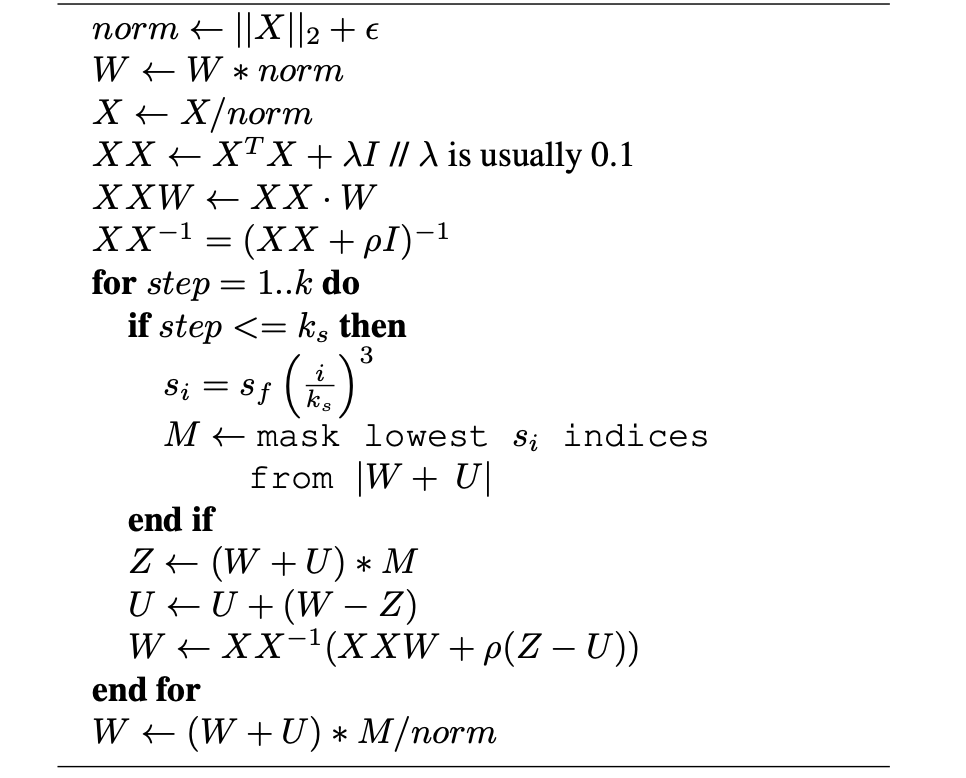 norm ← ||X||₂ + ϵ
W ← W ∗ norm
X ← X/norm
XX ← XᵀX + λI // λ is usually 0.1
XXW ← XX · W
XX⁻¹ = (XX + ρI)⁻¹
for step = 1..k do
if step <= kₛ then
sᵢ = s_f (i/kₛ)³
M ← mask lowest sᵢ indices
from |W + U|
end if
Z ← (W + U) ∗ M
U ← U + (W − Z)
W ← XX⁻¹(XXW + ρ(Z − U))
end for
W ← (W + U) ∗ M/norm